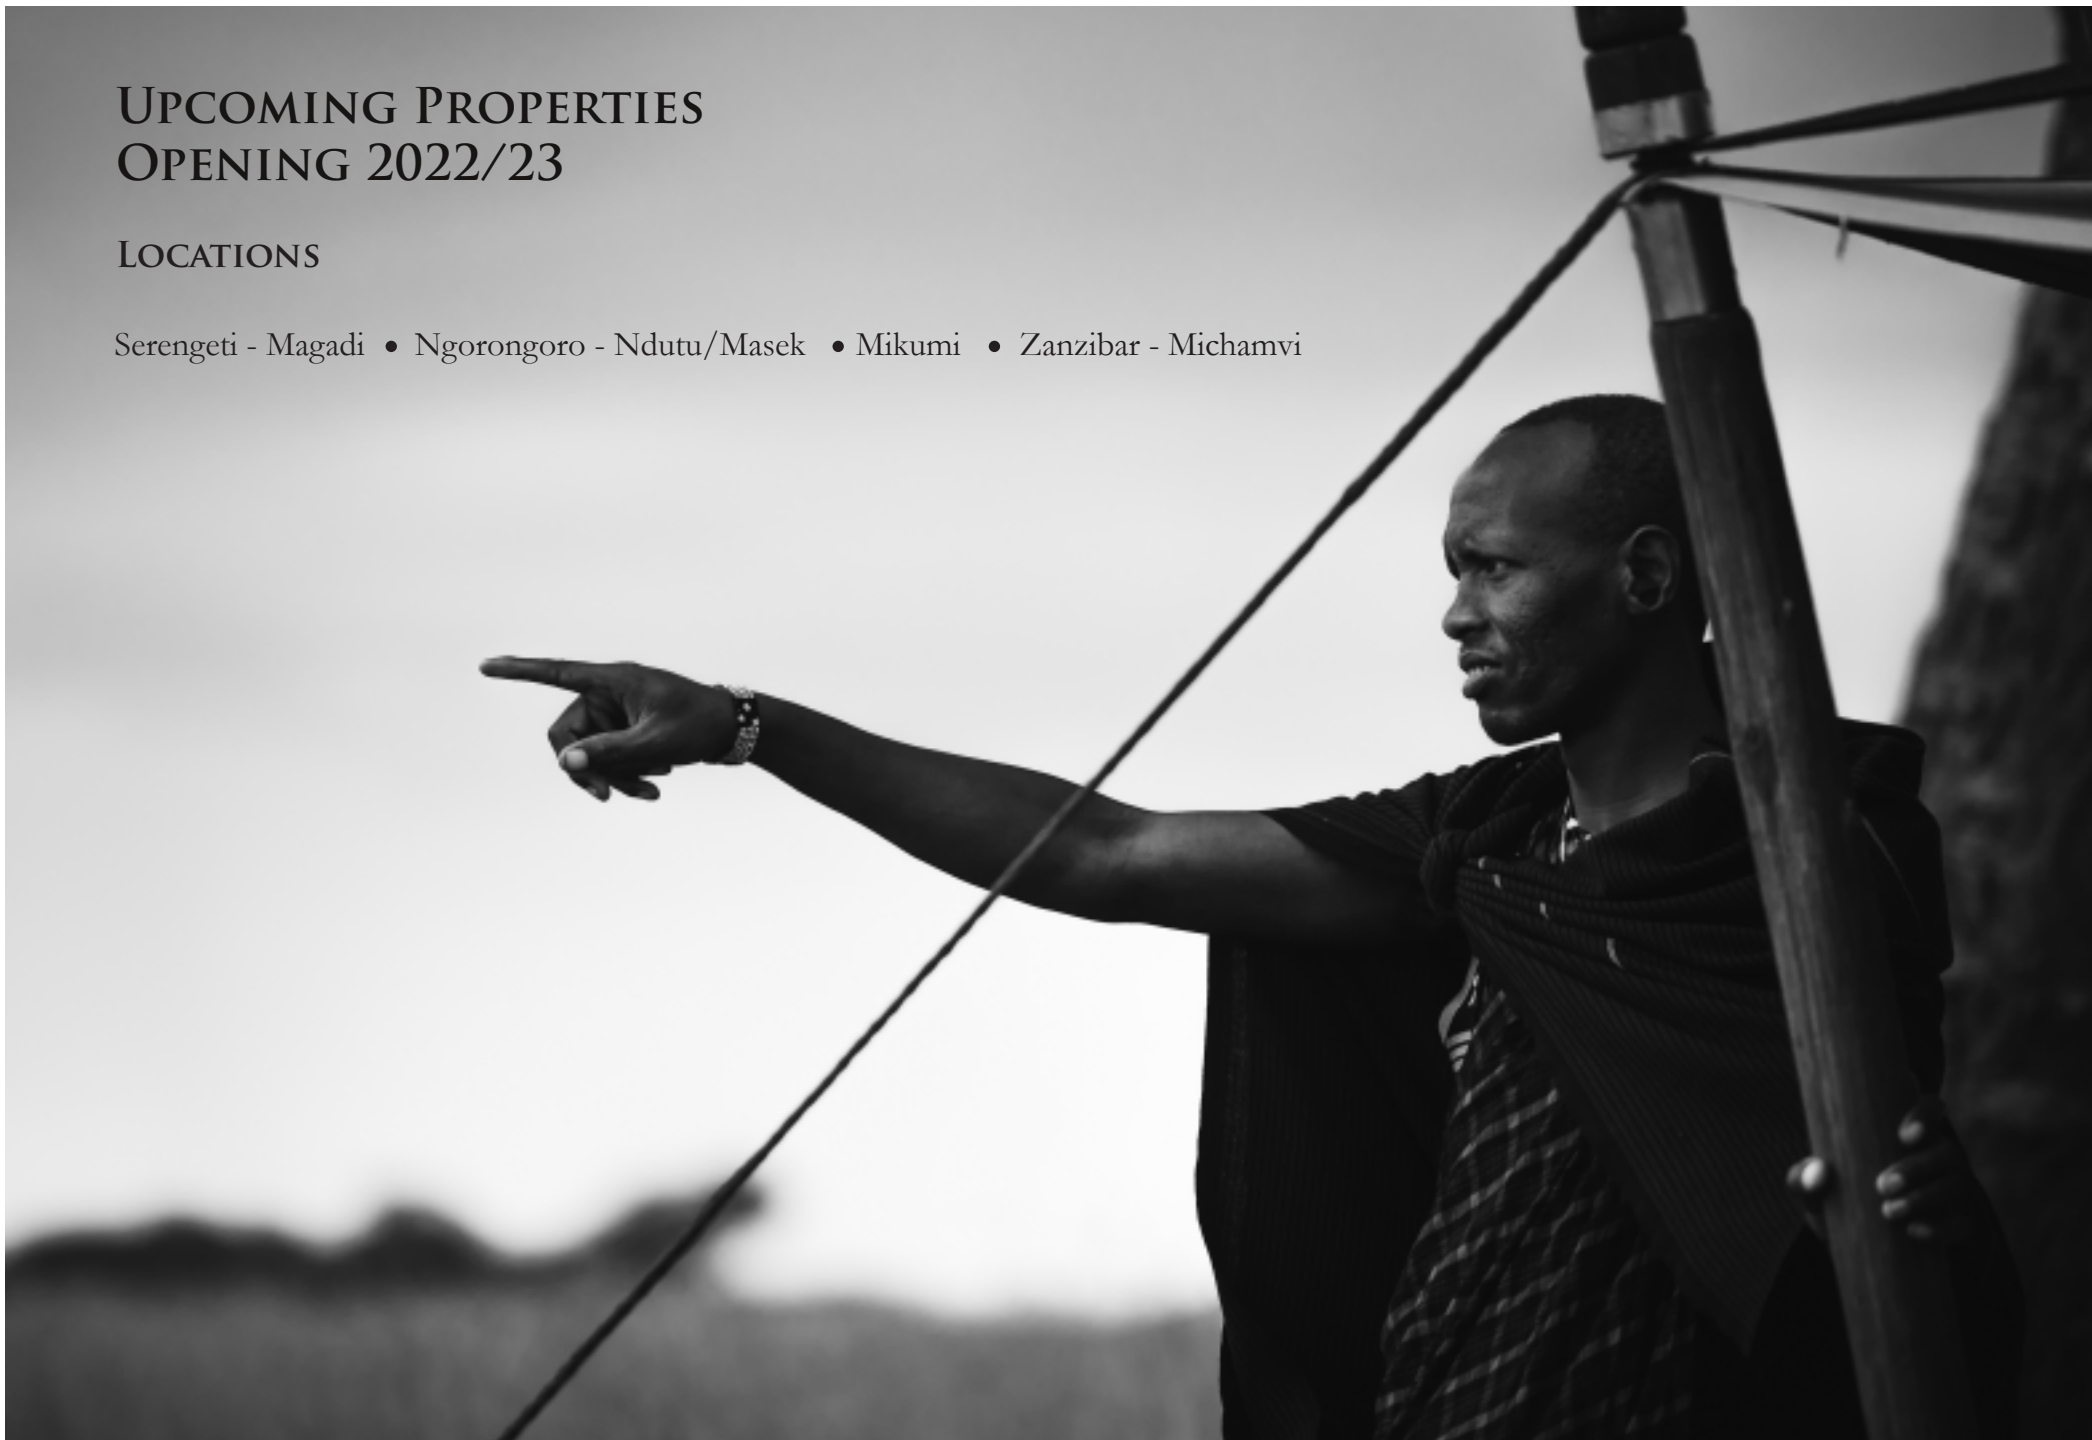 Upcoming Properties
Opening 2022/23
Locations
Serengeti - Magadi • Ngorongoro - Ndutu/Masek • Mikumi • Zanzibar - Michamvi